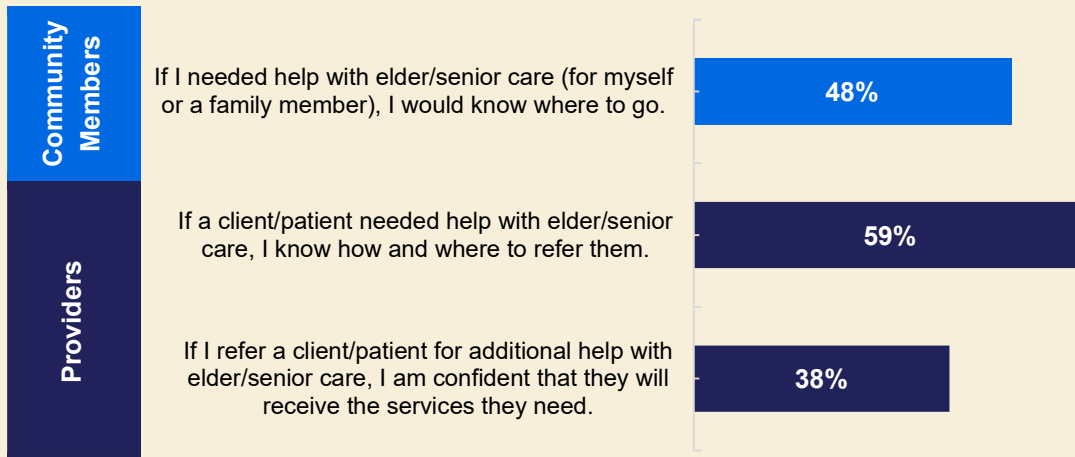 Community
Members
If I needed help with elder/senior care (for myself
or a family member), I would know where to go.
48%
Providers
If a client/patient needed help with elder/senior
care, I know how and where to refer them.
59%
If I refer a client/patient for additional help with
elder/senior care, I am confident that they will
receive the services they need.
38%